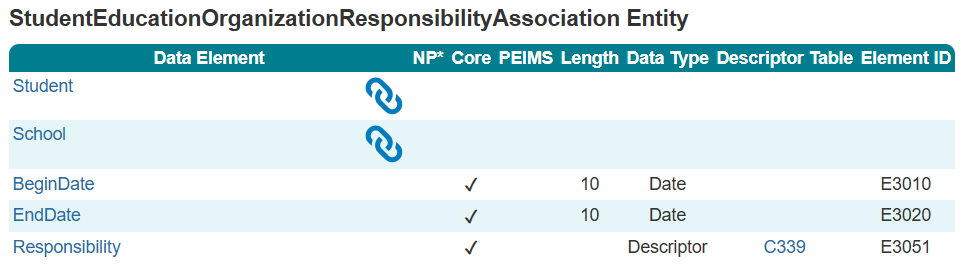 StudentEducationOrganizationResponsibilityAssociation Entity
Data Element NP* Core PEIMS Length Data Type Descriptor Table Element ID
Student
School
BeginDate ✓ 10 Date E3010
EndDate ✓ 10 Date E3020
Responsibility ✓ Descriptor C339 E3051